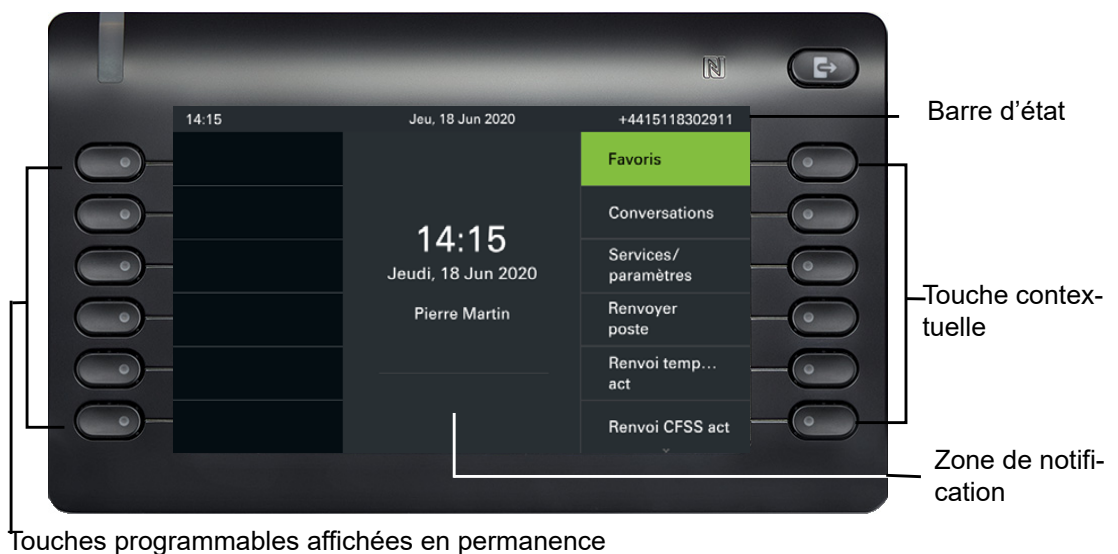 14:15 Jeu, 18 Jun 2020 +4415118302911
Barre d'état
Favoris
Conversations
14:15
Services/
paramètres
Jeudi, 18 Jun 2020
Touche contex-
tuelle
Renvoyer
poste
Pierre Martin
Renvoi temp...
act
Renvoi CFSS act
Zone de notifi-
cation
Touches programmables affichées en permanence